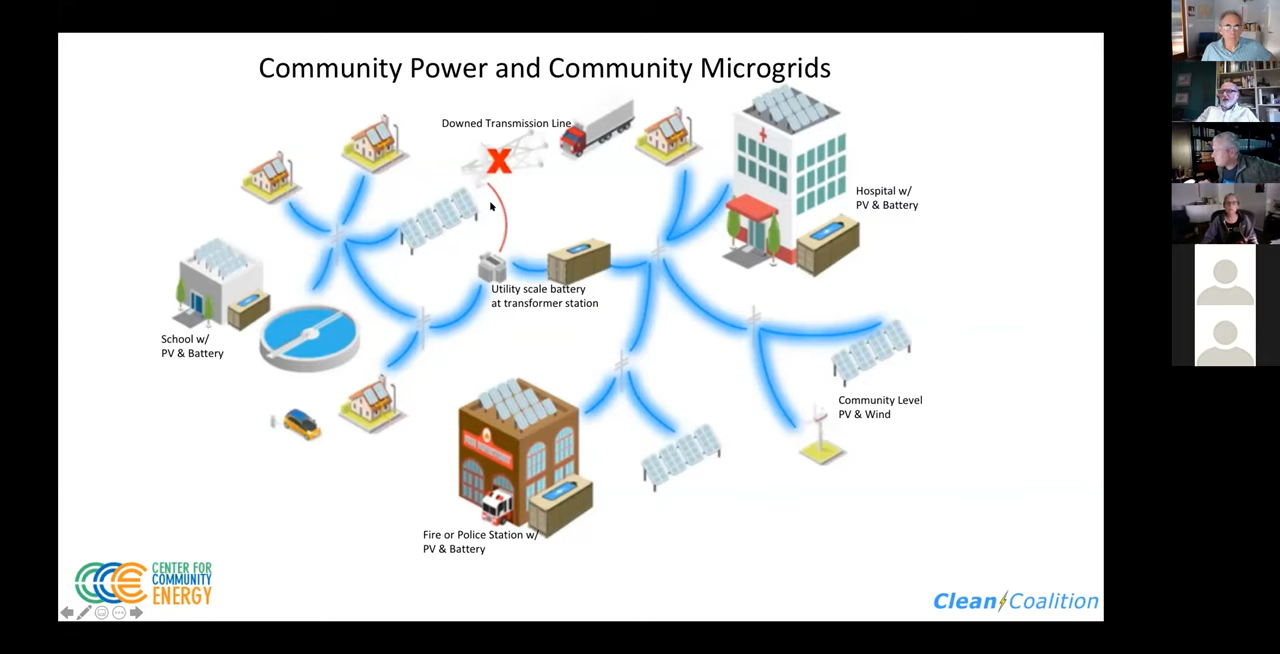 Community Power and Community Microgrids
Downed Transmission Line
Hospital w/
PV & Battery
Utility scale battery
at transformer station
School w/
PV & Battery
Community Level
PV & Wind
Fire or Police Station w/
PV & Battery
CENTER FOR
COMMUNITY
ENERGY
Clean Coalition